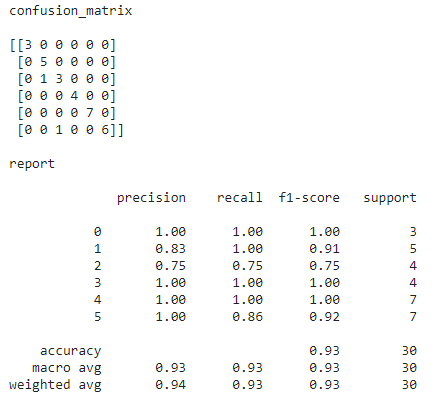 confusion_matrix
[[3 0 0 0 0 0]
[0 5 0 0 0 0]
[0 1 3 0 0 0]
[0 0 0 4 0 0]
[0 0 0 0 7 0]
[0 0 1 0 0 6]]
report
precision recall f1-score support
0 1.00 1.00 1.00 3
1 0.83 1.00 0.91 5
2 0.75 0.75 0.75 4
3 1.00 1.00 1.00 4
4 1.00 1.00 1.00 7
5 1.00 0.86 0.92 7
accuracy 0.93 30
macro avg 0.93 0.93 0.93 30
weighted avg 0.94 0.93 0.93 30